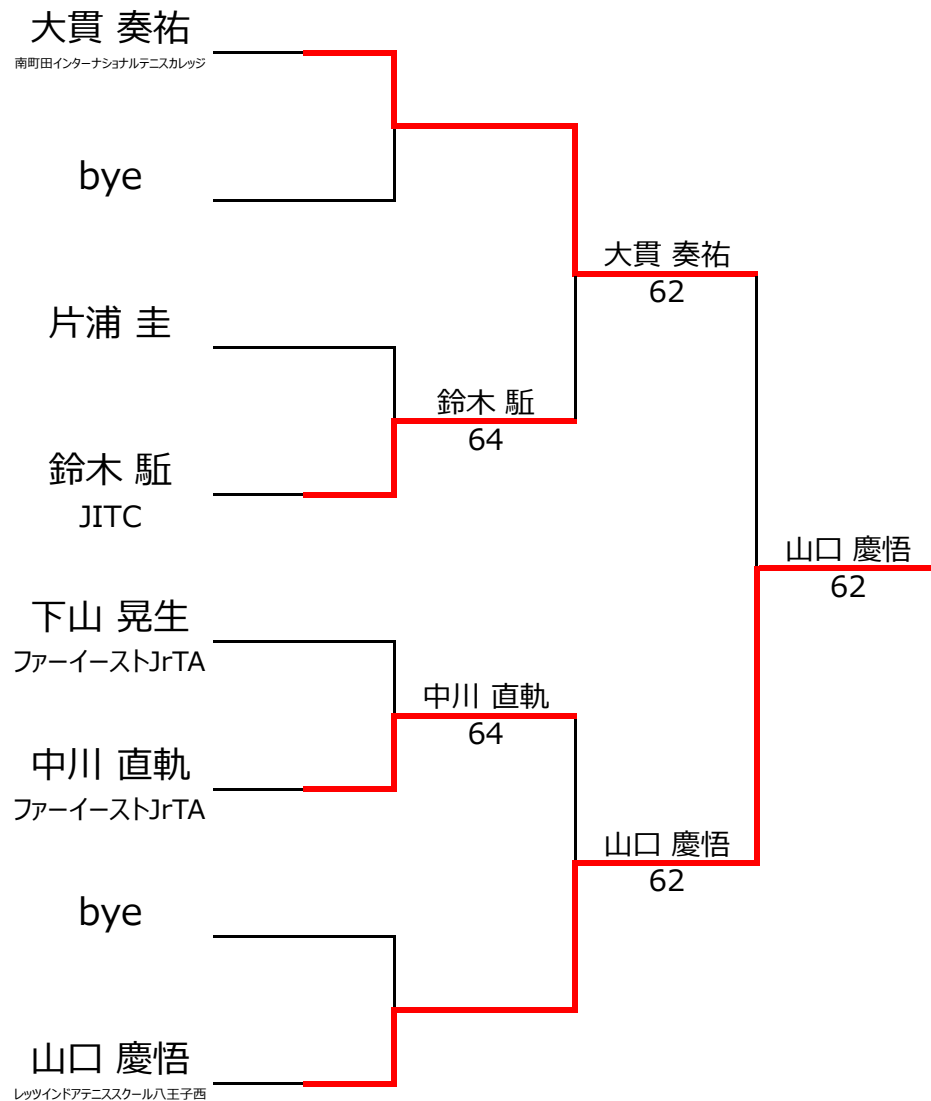 大貫 奏祐
南町田インターナショナルテニスカレッジ
bye
大貫 奏祐
62
片浦 圭
鈴木 駈
64
鈴木 駈
JITC
山口 慶悟
62
下山 晃生
ファーイーストJrTA
中川 直軌
64
中川 直軌
ファーイーストJrTA
山口 慶悟
62
bye
山口 慶悟
レッツインドアテニススクール八王子西